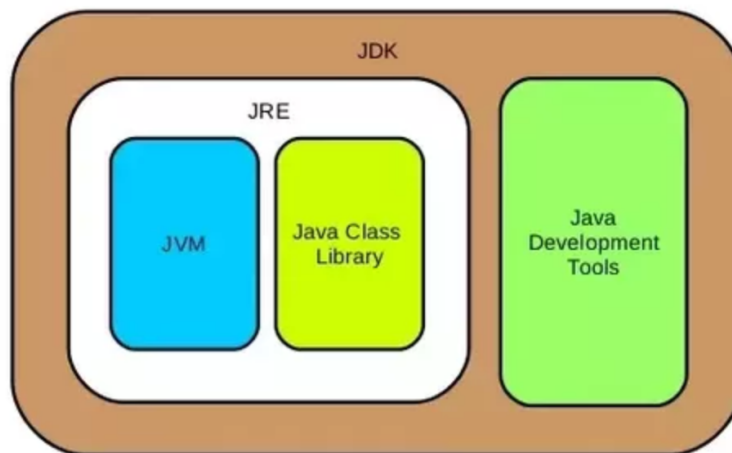 JDK
JRE
JVM
Java Class
Library
Java
Development
Tools